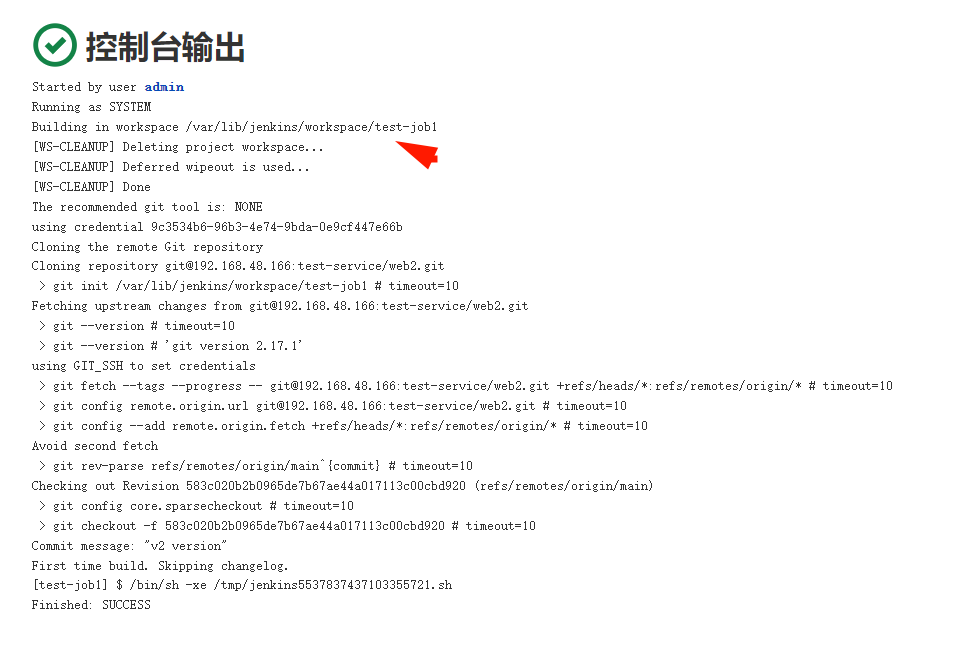 控制台输出
Started by user admin
Running as SYSTEM
Building in workspace /var/lib/jenkins/workspace/test-job1
[WS-CLEANUP] Deleting project workspace...
[WS-CLEANUP] Deferred wipeout is used...
[WS-CLEANUP] Done
The recommended git tool is: NONE
using credential 9c3534b6-96b3-4e74-9bda-0e9cf447e66b
Cloning the remote Git repository
Cloning repository git@192.168.48.166:test-service/web2.git
> git init /var/lib/jenkins/workspace/test-job1 # timeout=10
Fetching upstream changes from git@192.168.48.166:test-service/web2.git
> git --version # timeout=10
> git --version # 'git version 2.17.1'
using GIT_SSH to set credentials
> git fetch --tags --progress -- git@192.168.48.166:test-service/web2.git +refs/heads/*:refs/remotes/origin/* # timeout=10
> git config remote.origin.url git@192.168.48.166:test-service/web2.git # timeout=10
> git config --add remote.origin.fetch +refs/heads/*:refs/remotes/origin/* # timeout=10
Avoid second fetch
> git rev-parse refs/remotes/origin/main^{commit} # timeout=10
Checking out Revision 583c020b2b0965de7b67ae44a017113c00cbd920 (refs/remotes/origin/main)
> git config core.sparsecheckout # timeout=10
> git checkout -f 583c020b2b0965de7b67ae44a017113c00cbd920 # timeout=10
Commit message: "v2 version"
First time build. Skipping changelog.
[test-job1] $ /bin/sh -xe /tmp/jenkins5537837437103355721.sh
Finished: SUCCESS